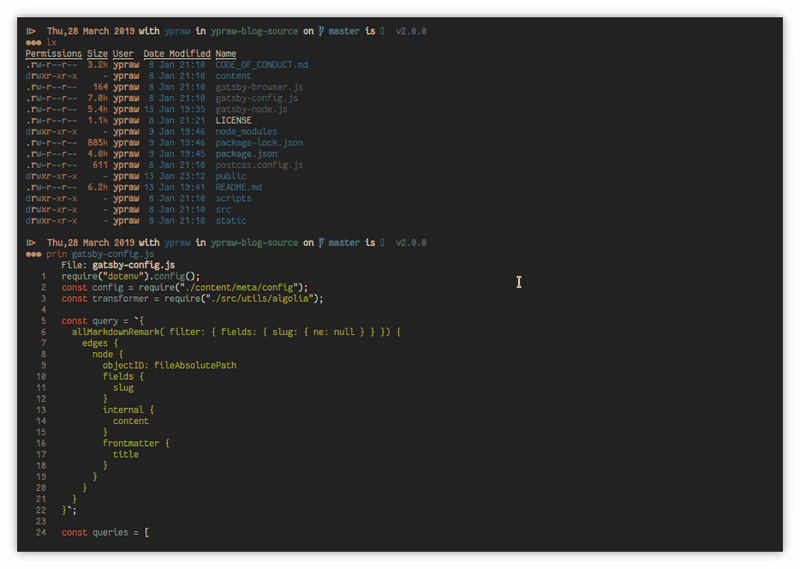 Thu,28 March 2019 with ypraw in ypraw-blog-source on master is v2.0.0
●●● lx
Permissions Size User Date Modified Name
.rw-r--r-- 3.2k ypraw 8 Jan 21:10 CODE_OF_CONDUCT.md
drwxr-xr-x - ypraw 8 Jan 21:10 content
.rw-r--r-- 164 ypraw 8 Jan 21:10 gatsby-browser.js
.rw-r--r-- 7.0k ypraw 8 Jan 21:10 gatsby-config.js
.rw-r--r-- 5.4k ypraw 13 Jan 19:35 gatsby-node.js
.rw-r--r-- 1.1k ypraw 8 Jan 21:21 LICENSE
drwxr-xr-x - ypraw 9 Jan 19:46 node_modules
.rw-r--r-- 885k ypraw 9 Jan 19:46 package-lock.json
.rw-r--r-- 4.0k ypraw 9 Jan 19:45 package.json
.rw-r--r-- 611 ypraw 8 Jan 21:10 postcss.config.js
drwxr-xr-x - ypraw 13 Jan 23:12 public
.rw-r--r-- 6.2k ypraw 13 Jan 19:41 README.md
drwxr-xr-x - ypraw 8 Jan 21:10 scripts
drwxr-xr-x - ypraw 8 Jan 21:10 src
drwxr-xr-x - ypraw 8 Jan 21:10 static
Thu,28 March 2019 with ypraw in ypraw-blog-source on master is v2.0.0
●●● prin gatsby-config.js
File: gatsby-config.js
1 require("dotenv").config();
2 const config = require("./content/meta/config");
3 const transformer = require("./src/utils/algolia");
4
5 const query = `{
6 allMarkdownRemark( filter: { fields: { slug: { ne: null } } }) {
7 edges {
8 node {
9 objectID: fileAbsolutePath
10 fields {
11 slug
12 }
13 internal {
14 content
15 }
16 frontmatter {
17 title
18 }
19 }
20 }
21 }
22 }`;
23
24 const queries = [